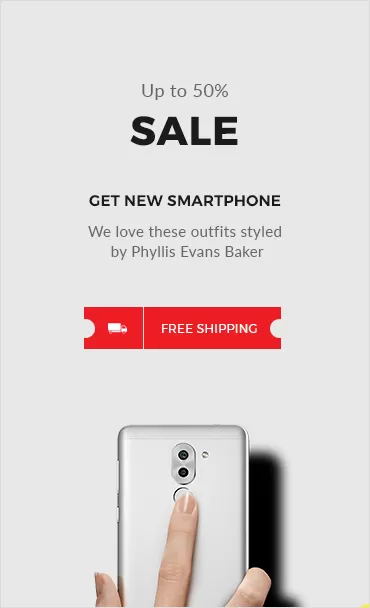 Up to 50%
SALE
GET NEW SMARTPHONE
We love these outfits styled
by Phyllis Evans Baker
FREE SHIPPING